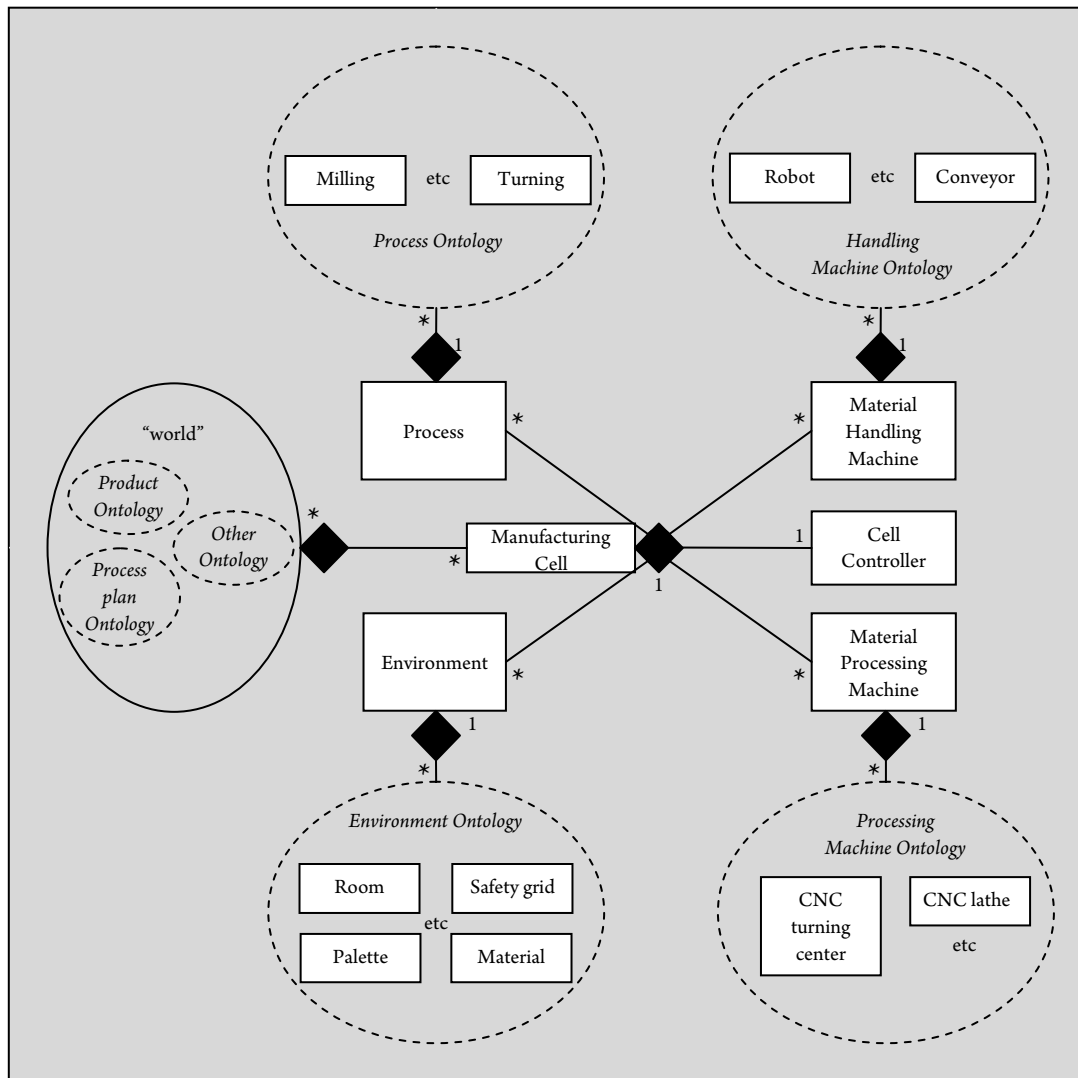 Milling
etc
Turning
Process Ontology
Robot
etc
Conveyor
Handling
Machine Ontology
*
1
*
1
Process
*
Material
Handling
Machine
*
“world”
Product
Ontology
Other
Ontology
Process
plan
Ontology
*
*
Manufacturing
Cell
1
1
Cell
Controller
Environment
*
1
*
Material
Processing
Machine
*
1
*
Environment Ontology
Room
Safety grid
etc
Palette
Material
Processing
Machine Ontology
CNC
turning
center
CNC lathe
etc